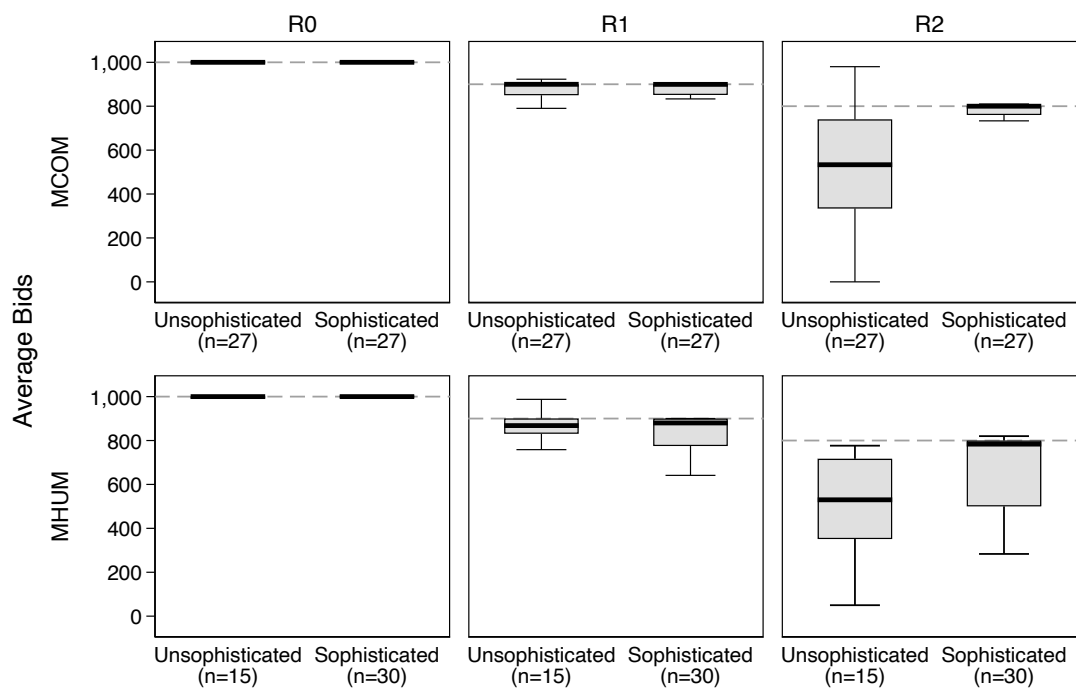 R0 R1 R2
Average Bids
MCOM
1,000
800
600
400
200
0
Unsophisticated Sophisticated Unsophisticated Sophisticated Unsophisticated Sophisticated
(n=27) (n=27) (n=27) (n=27) (n=27) (n=27)
MHUM
1,000
800
600
400
200
0
Unsophisticated Sophisticated Unsophisticated Sophisticated Unsophisticated Sophisticated
(n=15) (n=30) (n=15) (n=30) (n=15) (n=30)